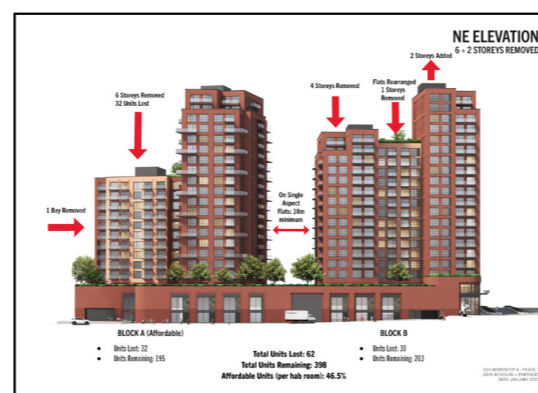 NE ELEVATION
6 + 2 STOREYS REMOVED
2 Storeys Added
6 Storeys Removed
32 Units Lost
4 Storeys Removed
Flats Rearranged
1 Storeys
Removed
1 Bay Removed
On Single
Aspect
Flats: 18m
minimum
BLOCK A (Affordable)
• Units Lost: 32
• Units Remaining: 195
Total Units Lost: 62
Total Units Remaining: 398
Affordable Units (per hab room): 46.5%
BLOCK B
• Units Lost: 30
• Units Remaining: 203